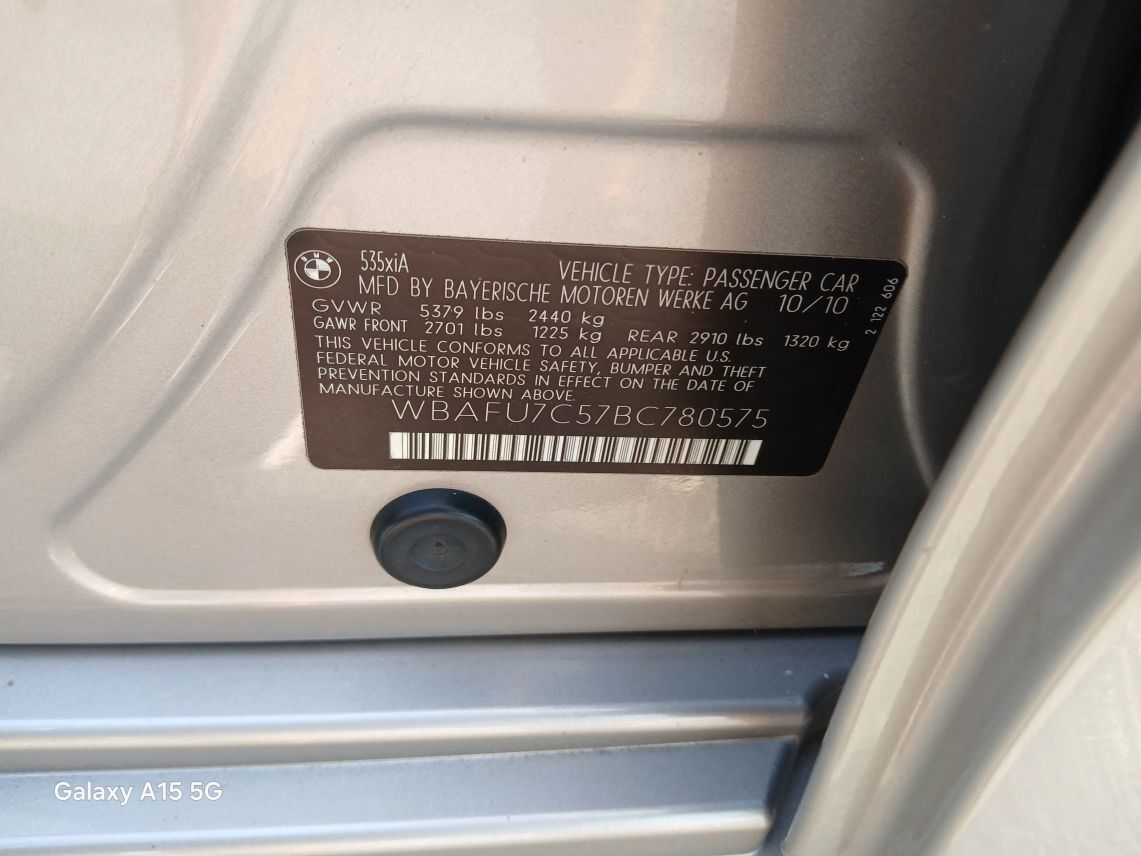 BMW
535xiA VEHICLE TYPE: PASSENGER CAR
MFD BY BAYERISCHE MOTOREN WERKE AG 10/10
GVWR 5379 lbs 2440 kg
GAWR FRONT 2701 lbs 1225 kg REAR 2910 lbs 1320 kg
THIS VEHICLE CONFORMS TO ALL APPLICABLE U.S.
FEDERAL MOTOR VEHICLE SAFETY, BUMPER AND THEFT
PREVENTION STANDARDS IN EFFECT ON THE DATE OF
MANUFACTURE SHOWN ABOVE.
WBAFU7C57BC780575
2 122 606
Galaxy A15 5G